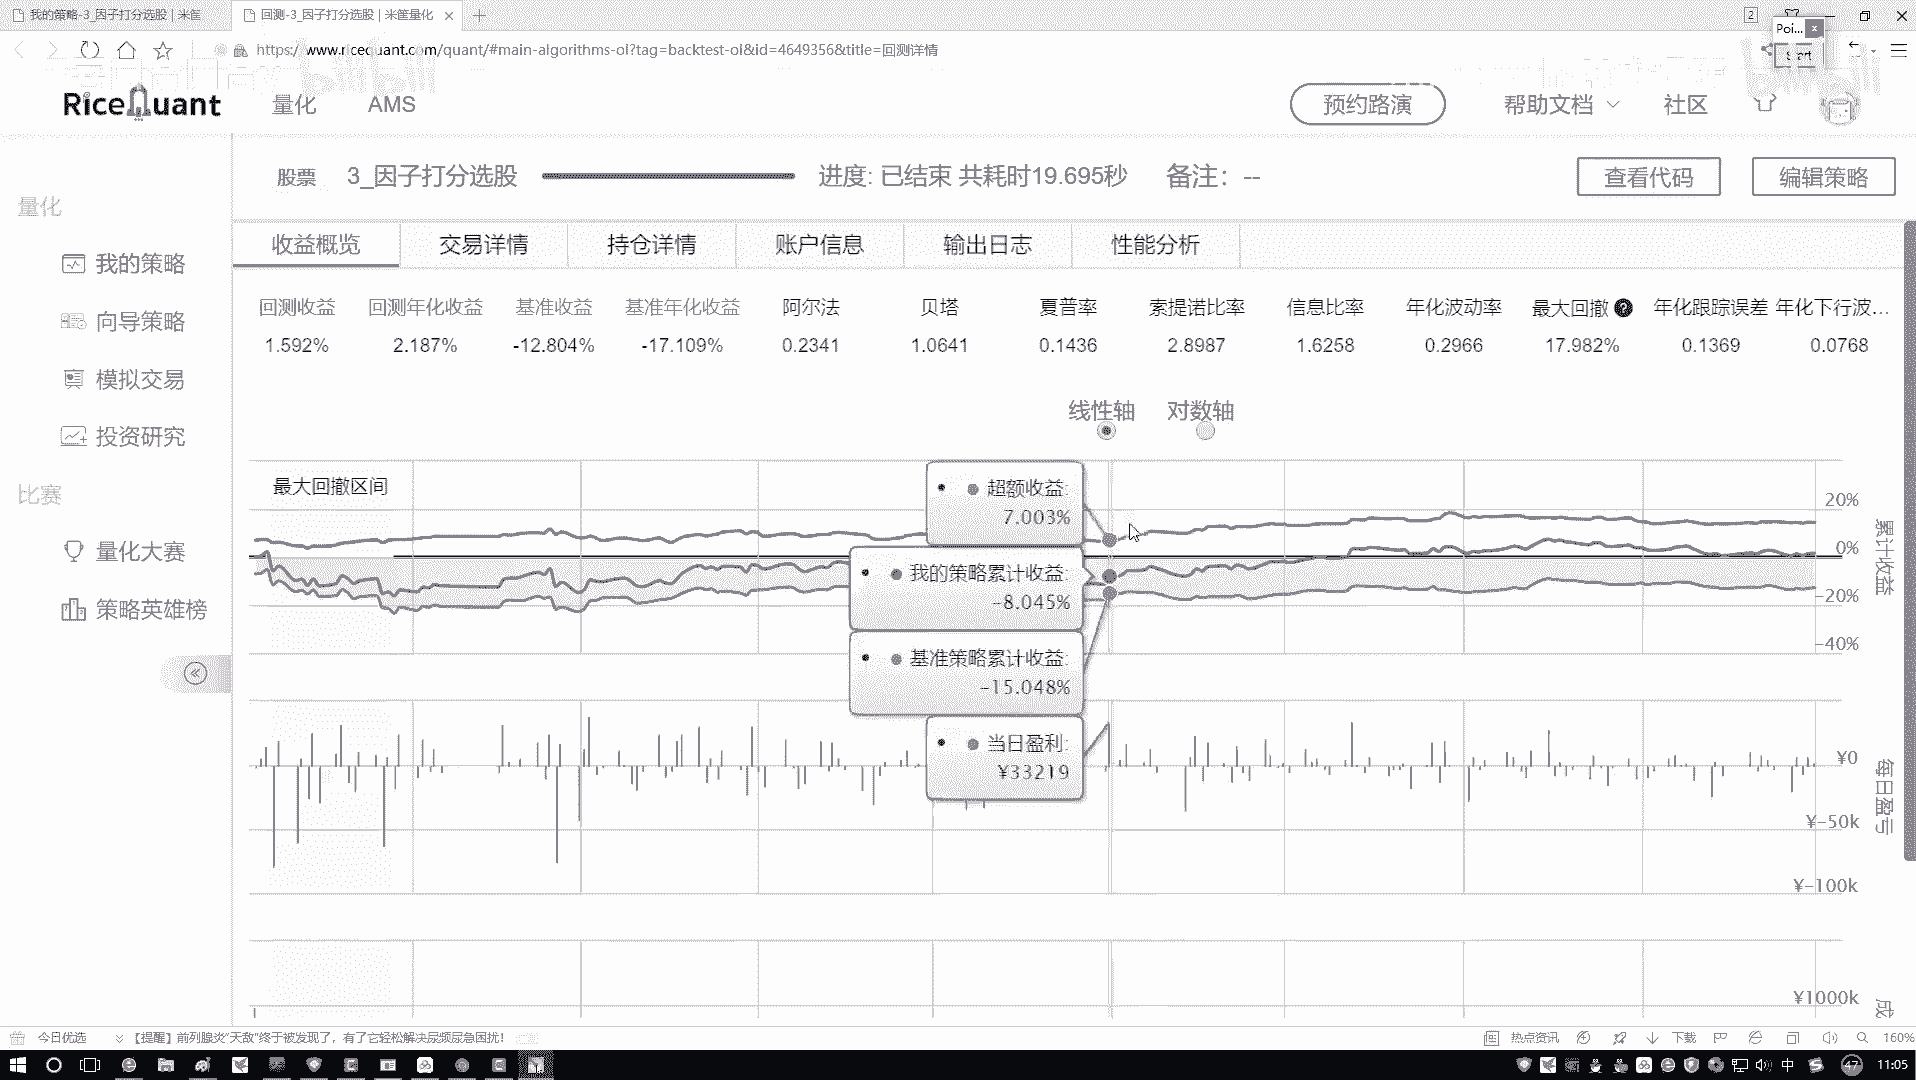 我的策略-3_因子打分选股 | 米筐
回测-3_因子打分选股 | 米筐量化
2
Poi...
https://www.ricequant.com/quant/#main-algorithms-ol?tag=backtest-ol&id=4649356&title=回测详情
RiceQuant
量化
AMS
预约路演
帮助文档
社区
股票
3_因子打分选股
进度: 已结束 共耗时19.695秒
备注: --
查看代码
编辑策略
量化
我的策略
向导策略
模拟交易
投资研究
比赛
量化大赛
策略英雄榜
收益概览
交易详情
持仓详情
账户信息
输出日志
性能分析
回测收益 回测年化收益 基准收益 基准年化收益 阿尔法 贝塔 夏普率 索提诺比率 信息比率 年化波动率 最大回撤 年化跟踪误差 年化下行波...
1.592% 2.187% -12.804% -17.109% 0.2341 1.0641 0.1436 2.8987 1.6258 0.2966 17.982% 0.1369 0.0768
线性轴
对数轴
最大回撤区间
超额收益:
7.003%
我的策略累计收益:
-8.045%
基准策略累计收益:
-15.048%
当日盈利:
¥33219
20%
0%
-20%
-40%
累计收益
¥0
¥-50k
¥-100k
每日盈亏
¥1000k
成
今日优选
【提醒】前列腺炎“天敌”终于被发现了，有了它轻松解决尿频尿急困扰！
热点资讯
下载
160%
中
47
11:05